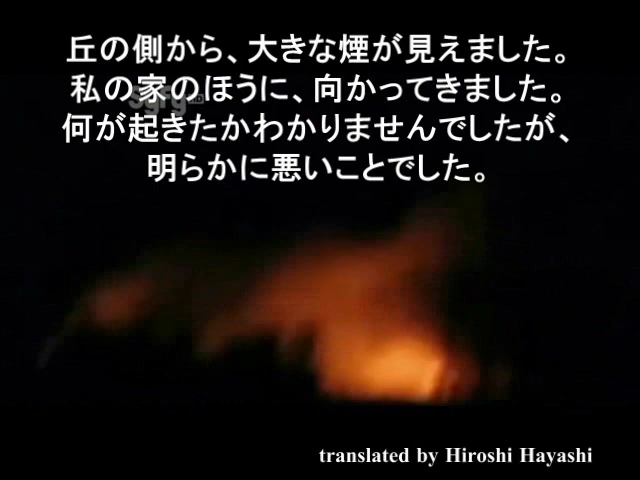 丘の側から、大きな煙が見えました。
私の家のほうに、向かってきました。
何が起きたかわかりませんでしたが、
明らかに悪いことでした。
translated by Hiroshi Hayashi